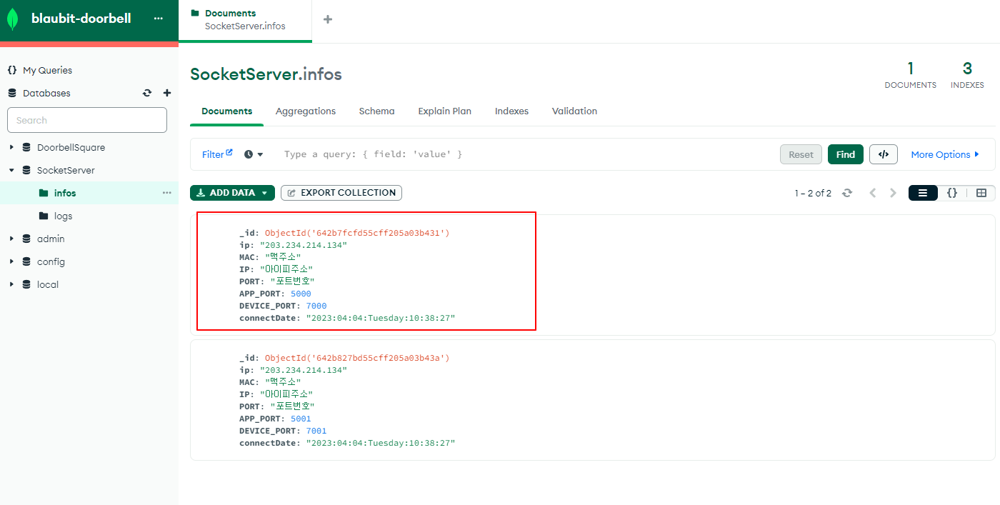 blaubit-doorbell
Documents
SocketServer.infos
My Queries
Databases
Search
DoorbellSquare
SocketServer
infos
logs
admin
config
local
SocketServer.infos
1
DOCUMENTS
3
INDEXES
Documents
Aggregations
Schema
Explain Plan
Indexes
Validation
Filter
Type a query: { field: 'value' }
Reset
Find
</>
More Options
ADD DATA
EXPORT COLLECTION
1 – 2 of 2
{}
_id: ObjectId('642b7fcfd55cff205a03b431')
ip: "203.234.214.134"
MAC: "맥주소"
IP: "아이피주소"
PORT: "포트번호"
APP_PORT: 5000
DEVICE_PORT: 7000
connectDate: "2023:04:04:Tuesday:10:38:27"
_id: ObjectId('642b827bd55cff205a03b43a')
ip: "203.234.214.134"
MAC: "맥주소"
IP: "아이피주소"
PORT: "포트번호"
APP_PORT: 5001
DEVICE_PORT: 7001
connectDate: "2023:04:04:Tuesday:10:38:27"